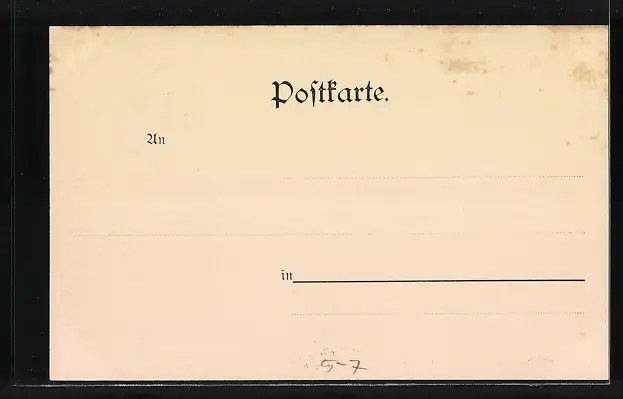 Postkarte.
An
in
5-7